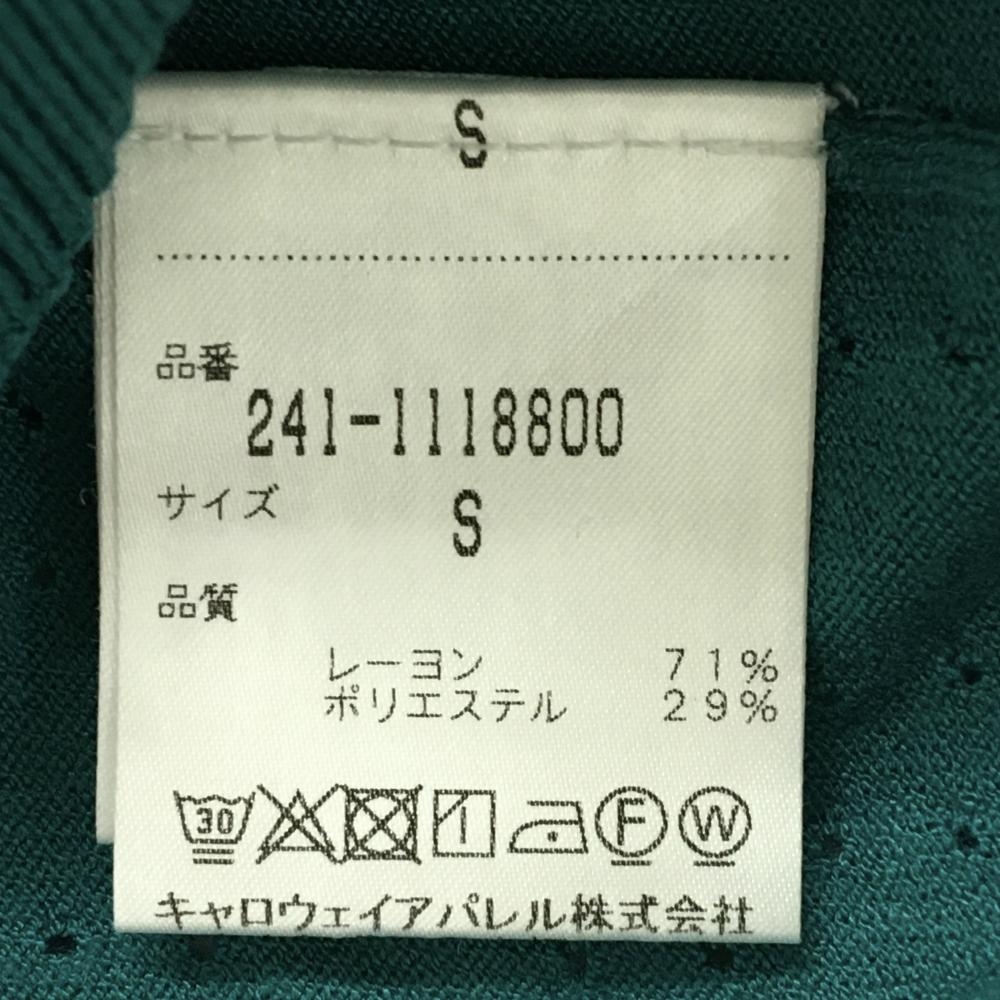 S
品番
241-1118800
サイズ
S
品質
レーヨン 71%
ポリエステル 29%
30 F W
キャロウェイアパレル株式会社